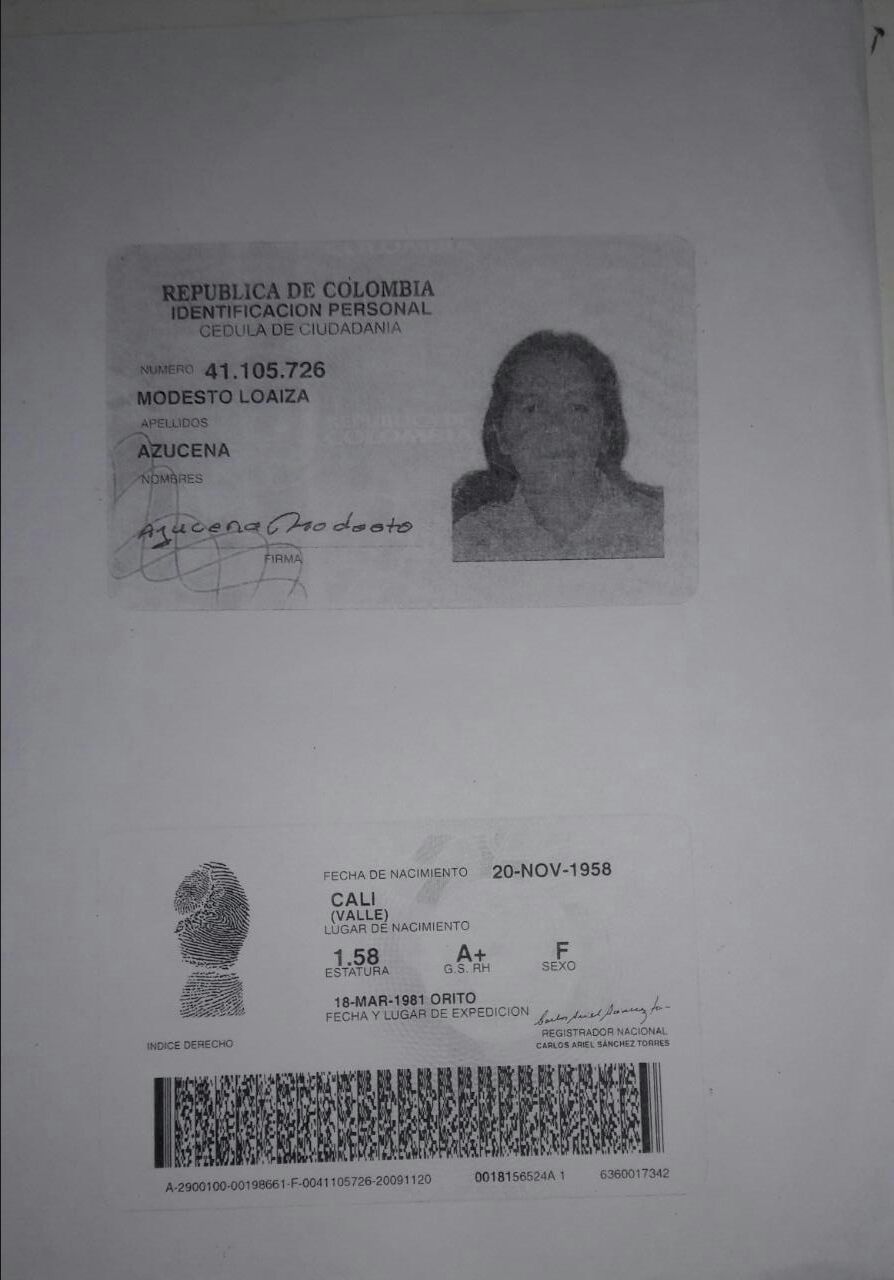 REPUBLICA DE COLOMBIA
IDENTIFICACION PERSONAL
CEDULA DE CIUDADANIA
NUMERO 41.105.726
MODESTO LOAIZA
APELLIDOS
AZUCENA
NOMBRES
Azucena Modesto
FIRMA
FECHA DE NACIMIENTO 20-NOV-1958
CALI
(VALLE)
LUGAR DE NACIMIENTO
1.58 A+ F
ESTATURA G.S. RH SEXO
18-MAR-1981 ORITO
FECHA Y LUGAR DE EXPEDICION
REGISTRADOR NACIONAL
CARLOS ARIEL SÁNCHEZ TORRES
INDICE DERECHO
A-2900100-00198661-F-0041105726-20091120 0018156524A 1 6360017342